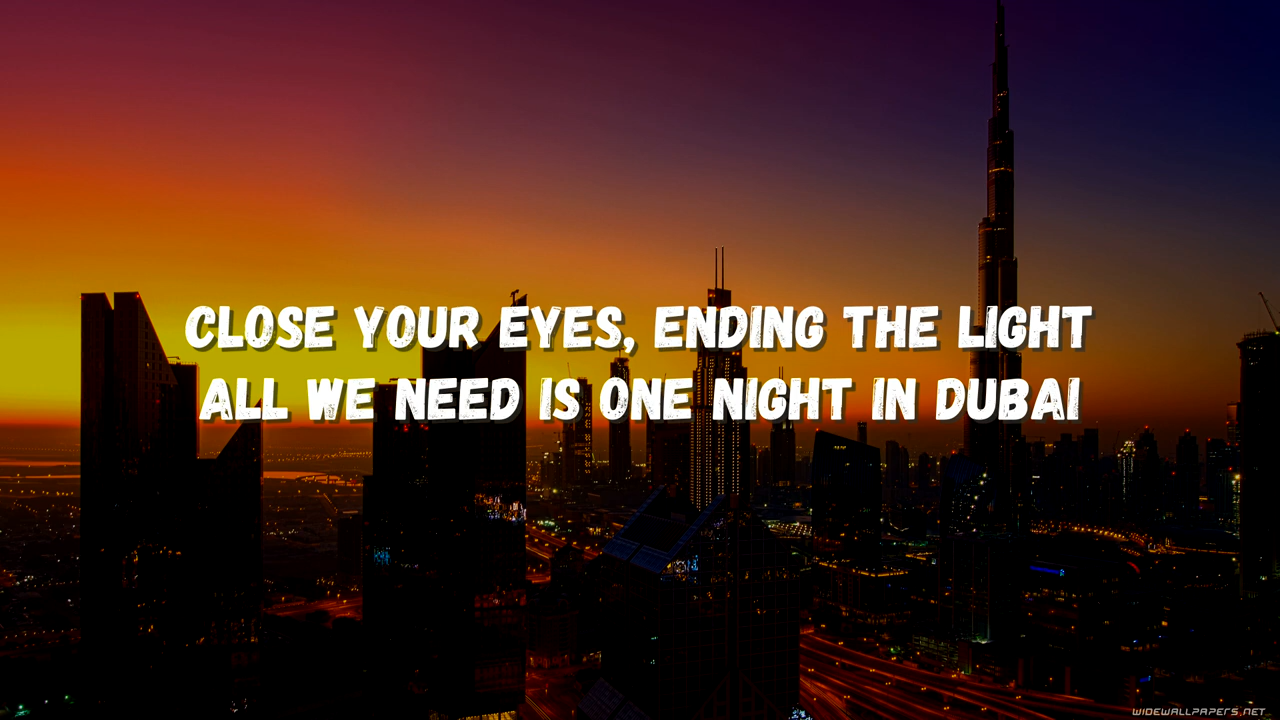 CLOSE YOUR EYES, ENDING THE LIGHT
ALL WE NEED IS ONE NIGHT IN DUBAI
WIDEWALLPAPERS.NET